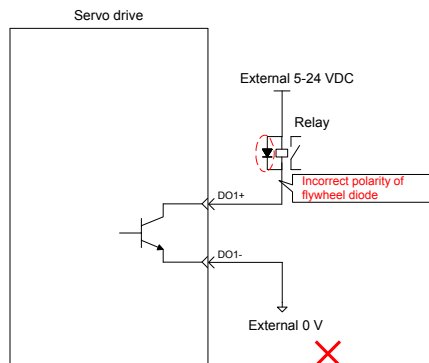 Servo drive
External 5-24 VDC
Relay
Incorrect polarity of
flywheel diode
DO1+
DO1-
External 0 V